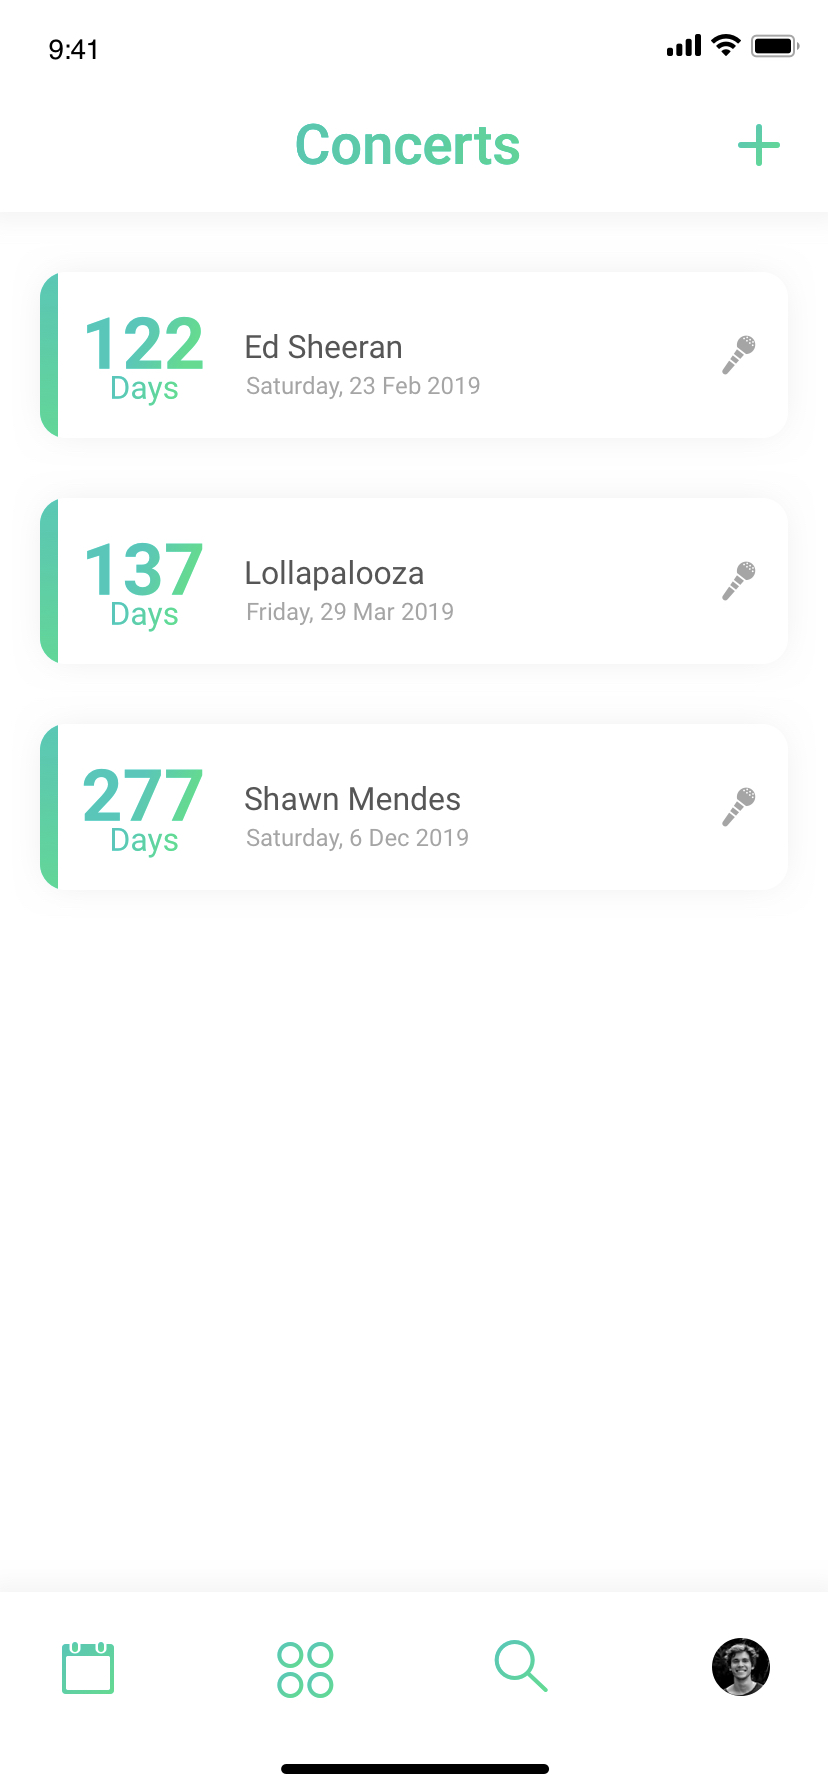 9:41
Concerts
122
Days
Ed Sheeran
Saturday, 23 Feb 2019
137
Days
Lollapalooza
Friday, 29 Mar 2019
277
Days
Shawn Mendes
Saturday, 6 Dec 2019